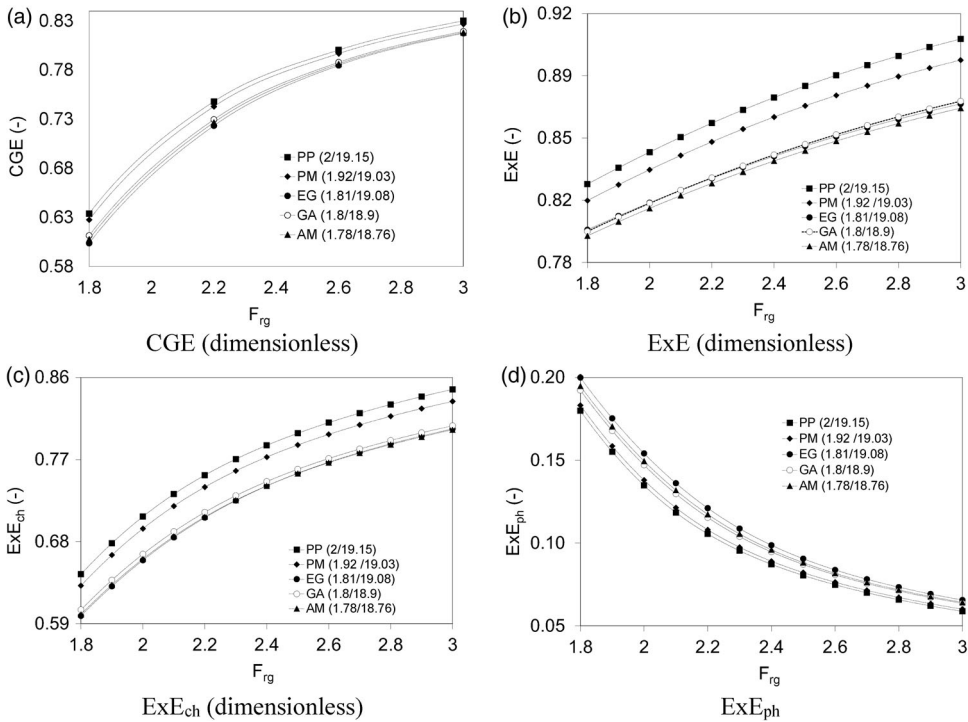 (a)
0.83
0.78
0.73
0.68
0.63
0.58
CGE (-)
PP (2/19.15)
PM (1.92/19.03)
EG (1.81/19.08)
GA (1.8/18.9)
AM (1.78/18.76)
1.8 2 2.2 2.4 2.6 2.8 3
Frg
CGE (dimensionless)
(b)
0.92
0.89
0.85
0.82
0.78
ExE (-)
PP (2/19.15)
PM (1.92 /19.03)
EG (1.81/19.08)
GA (1.8/18.9)
AM (1.78/18.76)
1.8 2 2.2 2.4 2.6 2.8 3
Frg
ExE (dimensionless)
(c)
0.86
0.77
0.68
0.59
ExEch (-)
PP (2/19.15)
PM (1.92 /19.03)
EG (1.81/19.08)
GA (1.8/18.9)
AM (1.78/18.76)
1.8 2 2.2 2.4 2.6 2.8 3
Frg
ExEch (dimensionless)
(d)
0.20
0.15
0.10
0.05
ExEph (-)
PP (2/19.15)
PM (1.92 /19.03)
EG (1.81/19.08)
GA (1.8/18.9)
AM (1.78/18.76)
1.8 2 2.2 2.4 2.6 2.8 3
Frg
ExEph